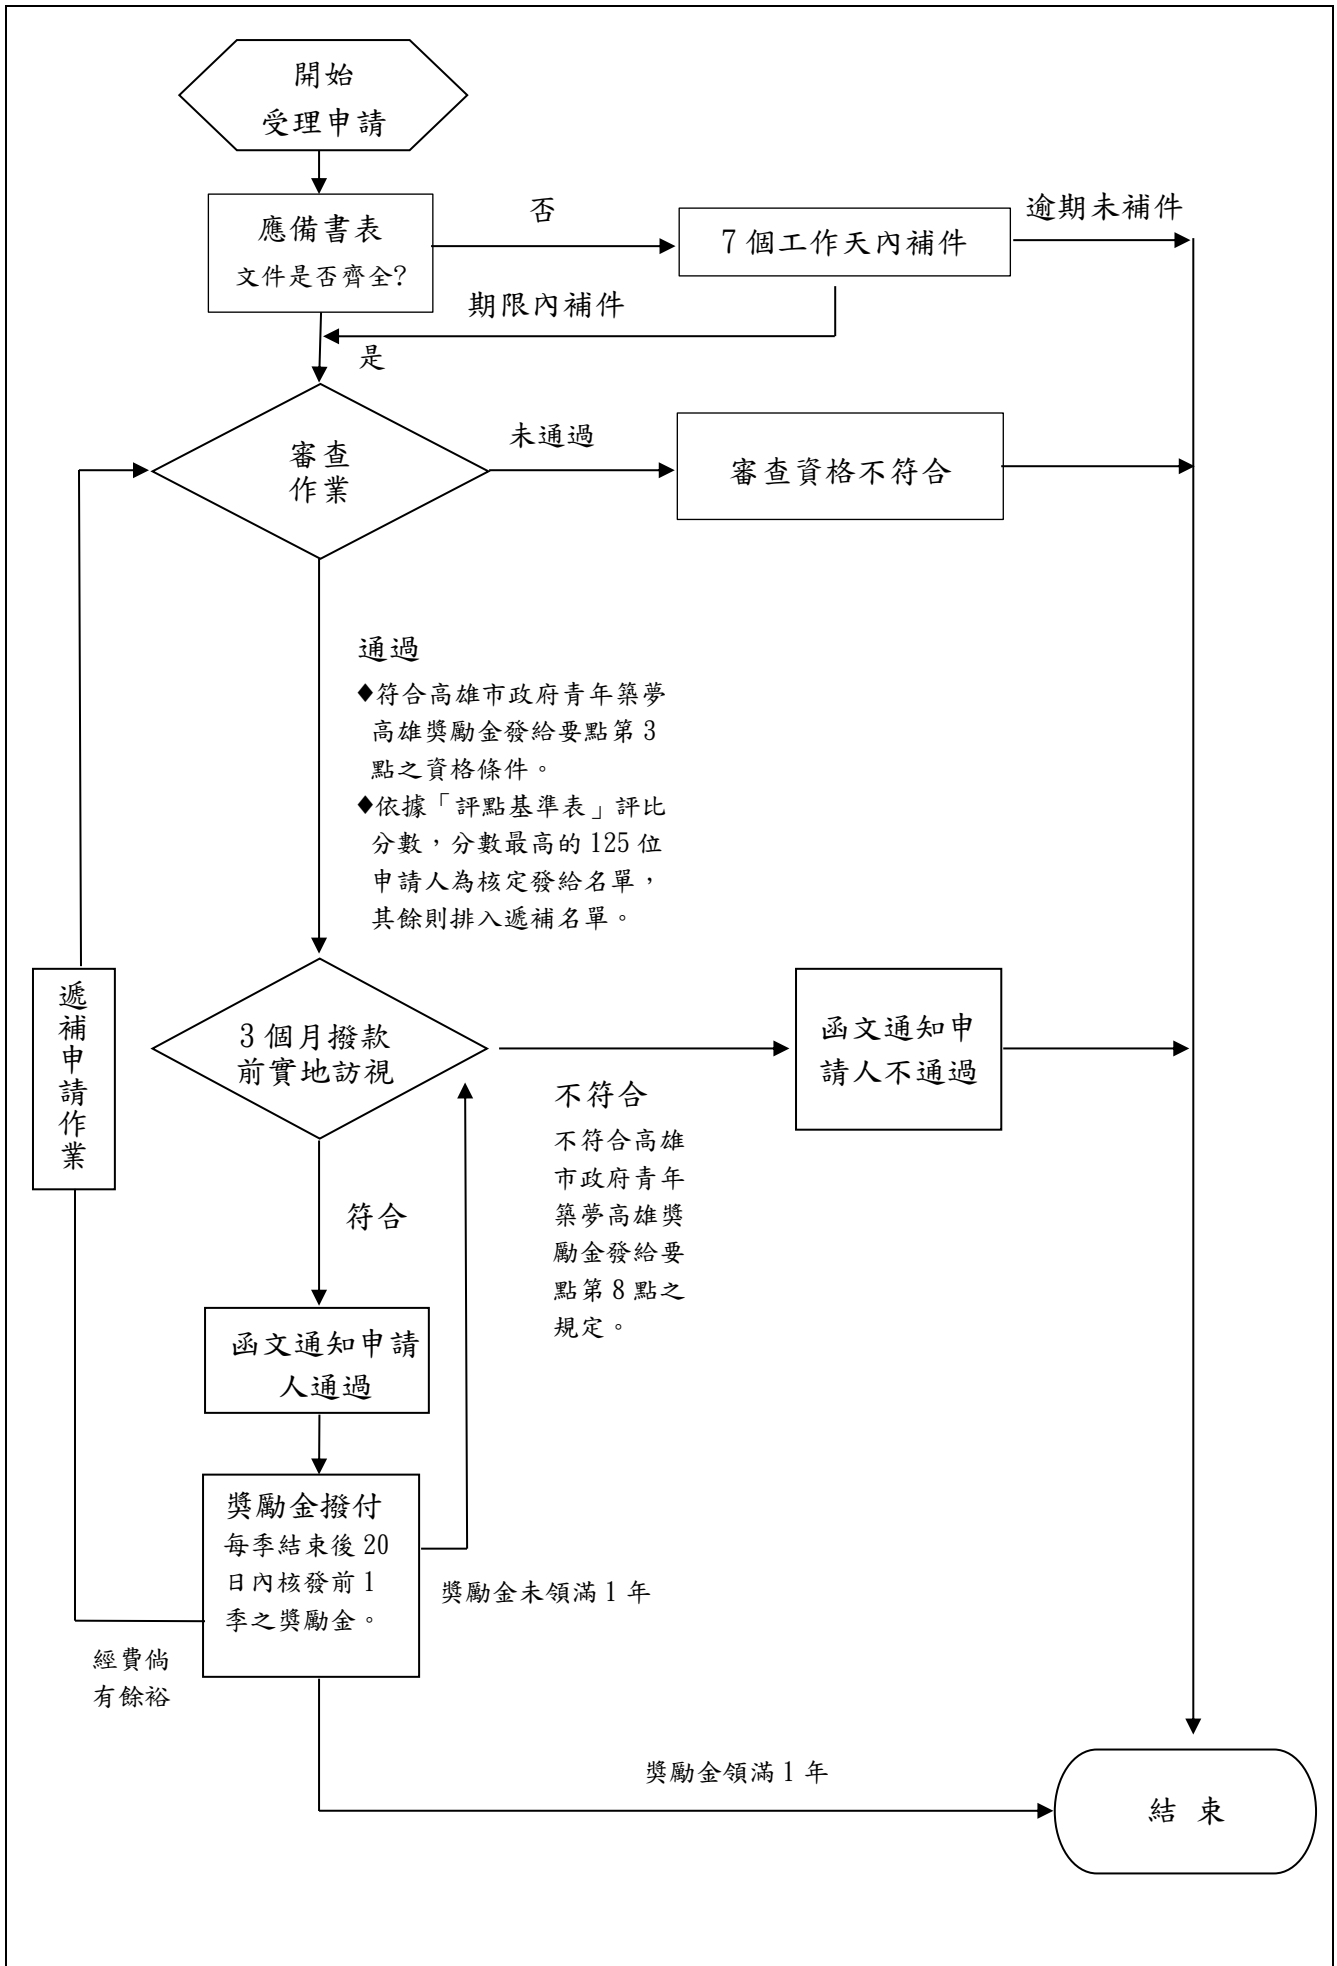 開始
受理申請
應備書表
文件是否齊全?
否
7 個工作天內補件
逾期未補件
期限內補件
是
審查
作業
未通過
審查資格不符合
通過
♦符合高雄市政府青年築夢
高雄獎勵金發給要點第 3
點之資格條件。
♦依據「評點基準表」評比
分數，分數最高的 125 位
申請人為核定發給名單，
其餘則排入遞補名單。
遞補申請作業
3 個月撥款
前實地訪視
不符合
不符合高雄
市政府青年
築夢高雄獎
勵金發給要
點第 8 點之
規定。
函文通知申
請人不通過
符合
函文通知申請
人通過
獎勵金撥付
每季結束後 20
日內核發前 1
季之獎勵金。
獎勵金未領滿 1 年
經費倘
有餘裕
獎勵金領滿 1 年
結 束